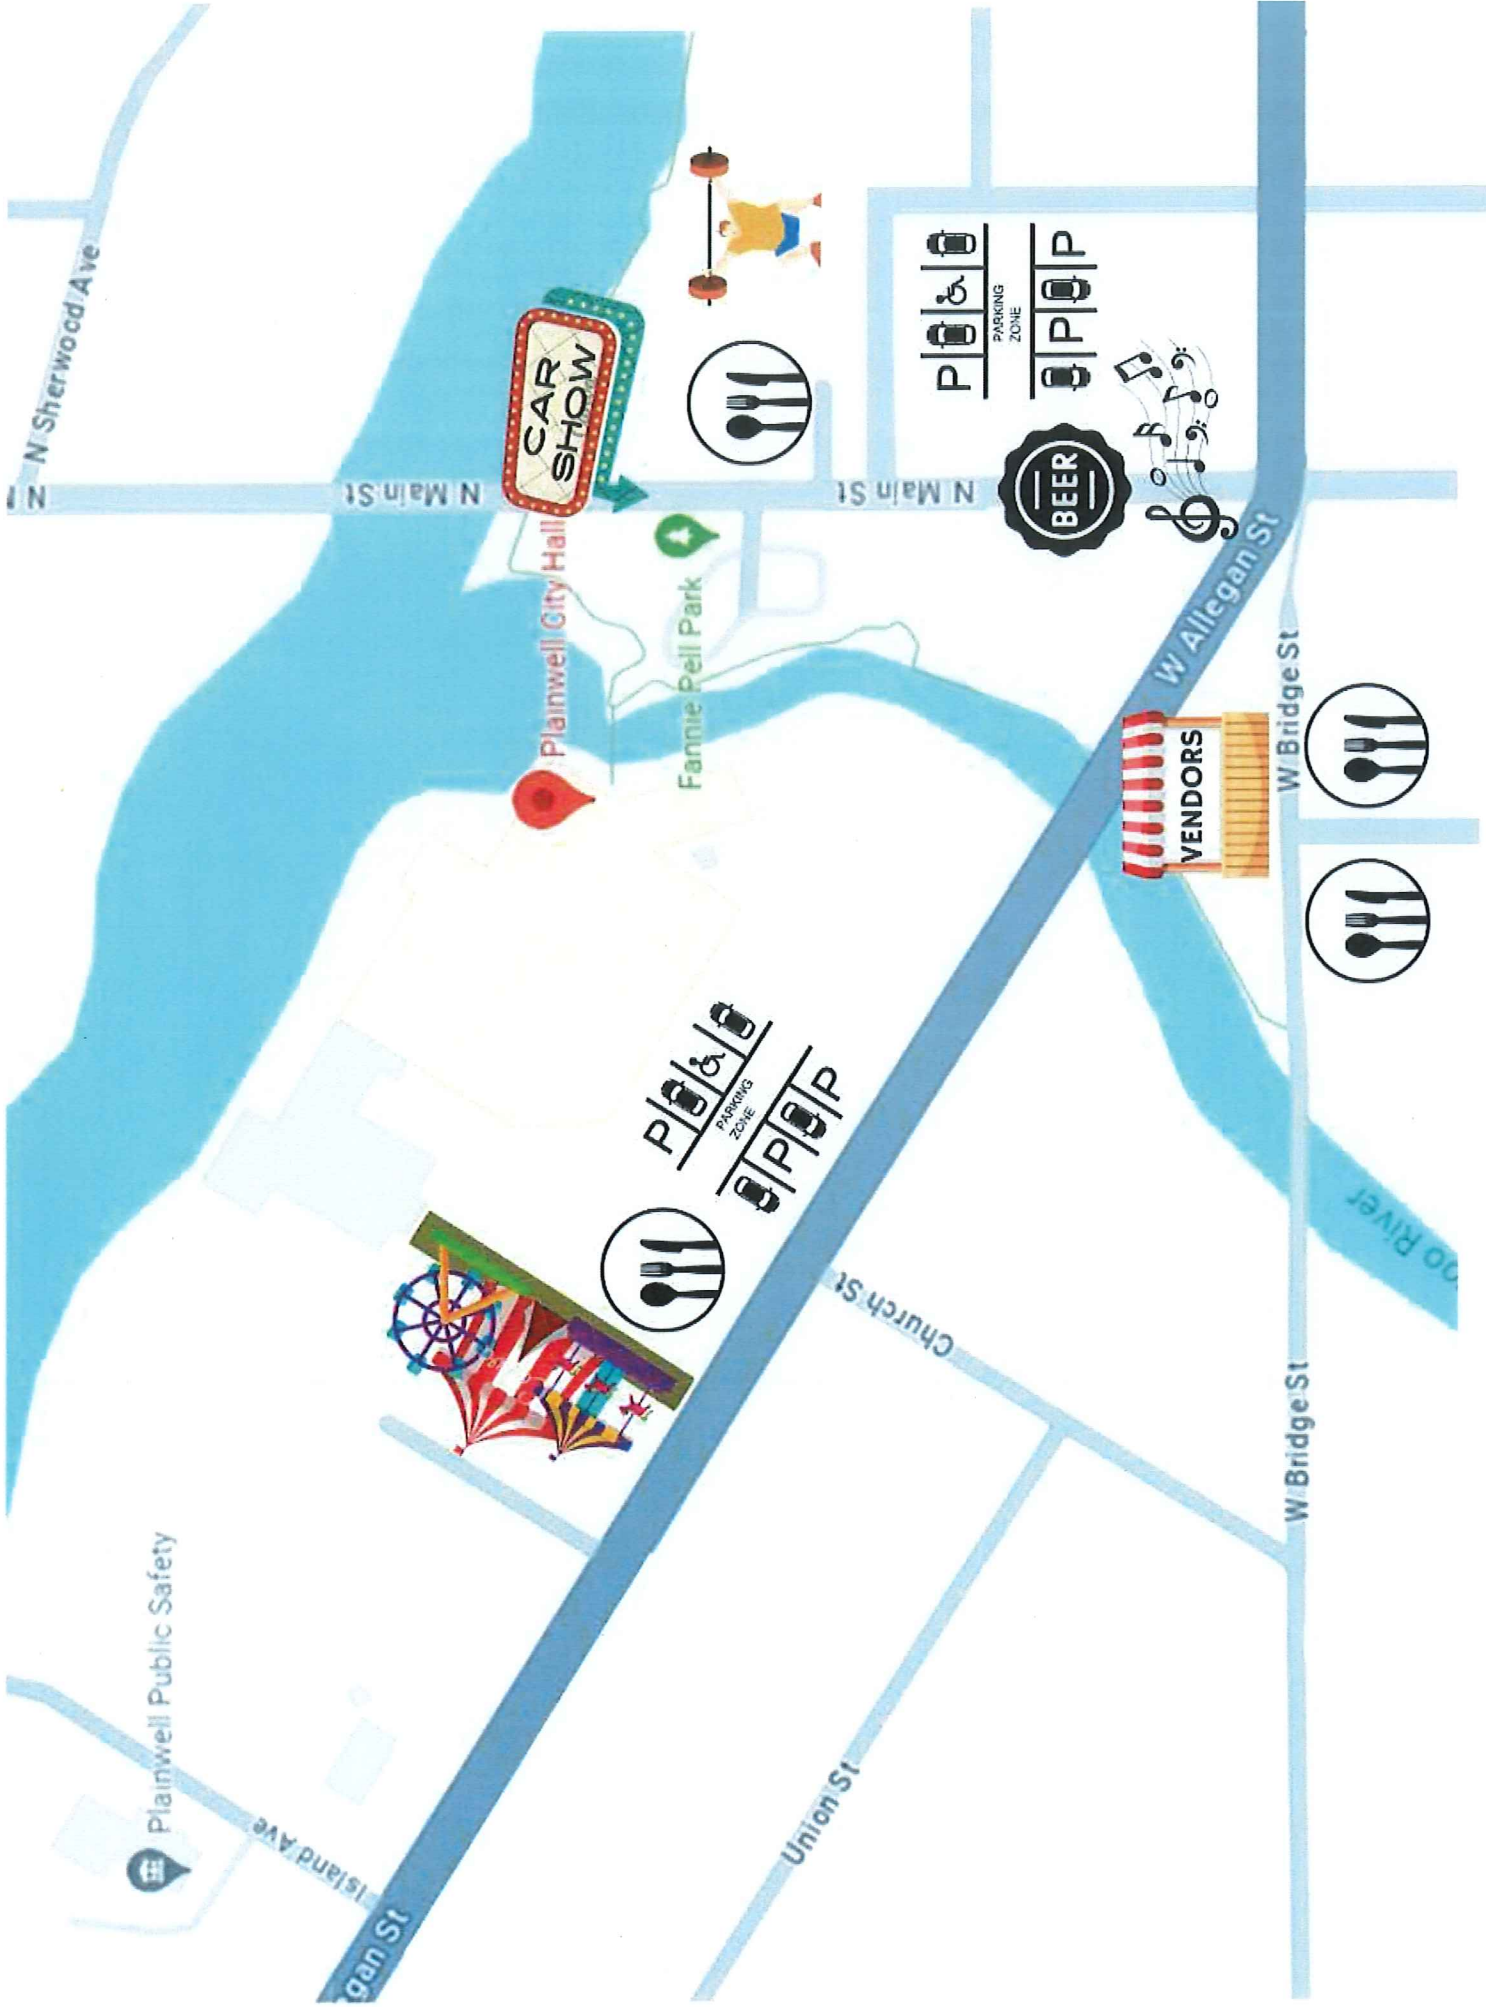 N Sherwood Ave
N Main St
CAR
SHOW
Plainwell City Hall
Fannie Pell Park
N Main St
BEER
P
PARKING
ZONE
P
P
W Allegan St
W Bridge St
VENDORS
P
PARKING
ZONE
P
P
Church St
oo River
W Bridge St
Union St
Plainwell Public Safety
Island Ave
gan St